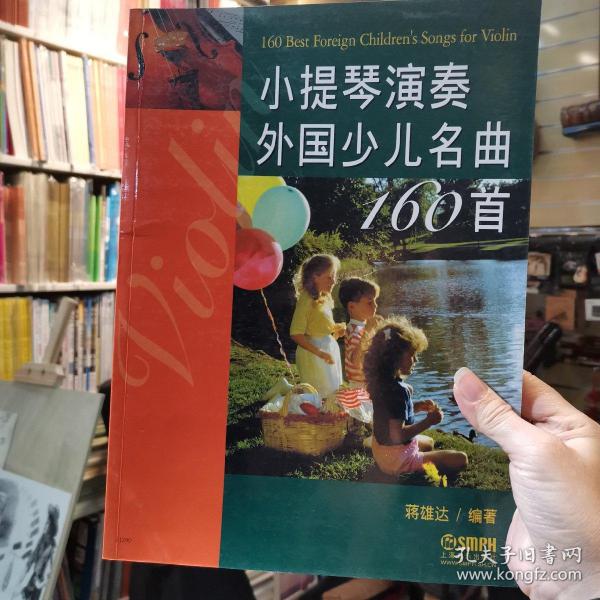 160 Best Foreign Children's Songs for Violin
小提琴演奏
外国少儿名曲
160首
Violin
蒋雄达 / 编著
SMRH
孔夫子旧书网
www.kongfz.com